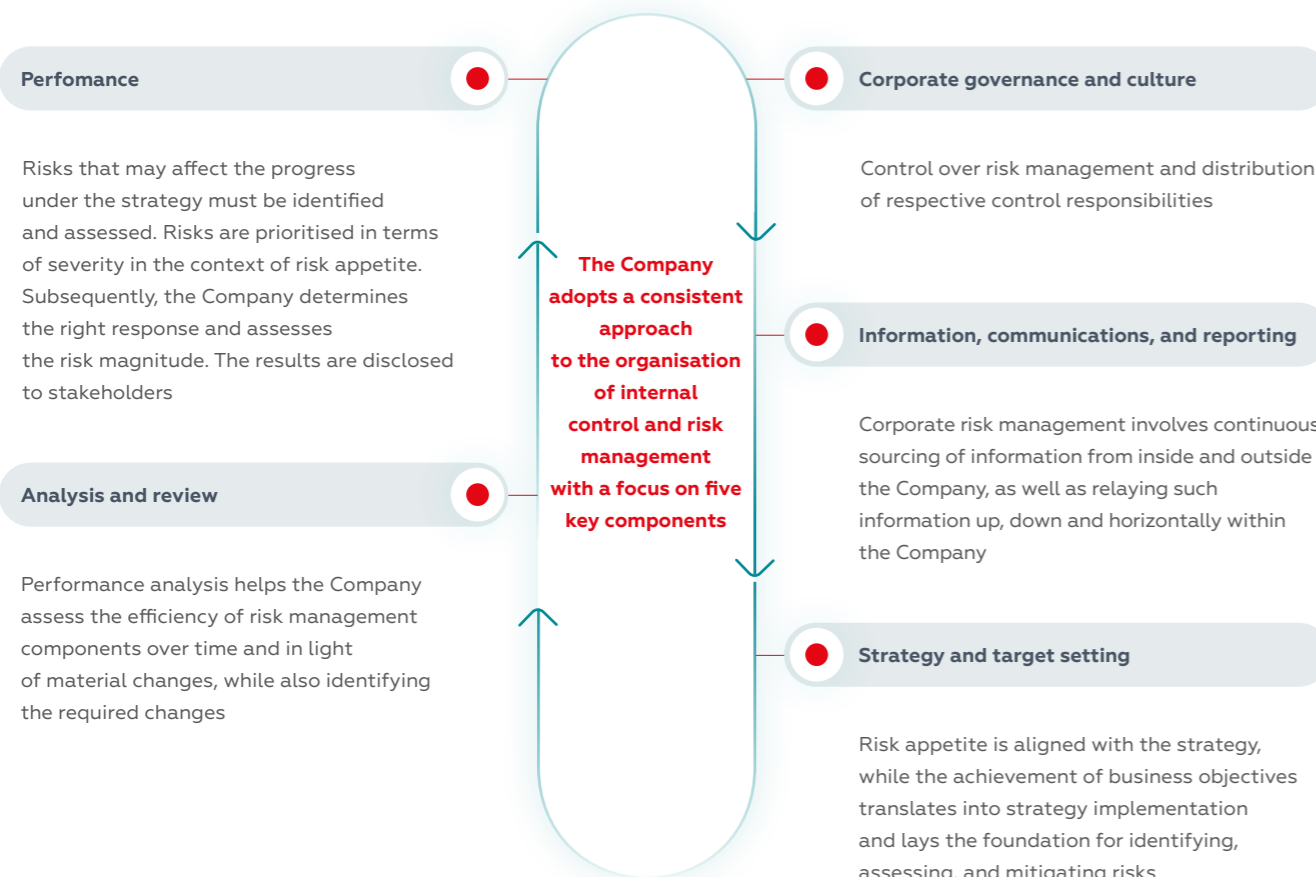 Perfomance
Risks that may affect the progress
under the strategy must be identified
and assessed. Risks are prioritised in terms
of severity in the context of risk appetite.
Subsequently, the Company determines
the right response and assesses
the risk magnitude. The results are disclosed
to stakeholders
Analysis and review
Performance analysis helps the Company
assess the efficiency of risk management
components over time and in light
of material changes, while also identifying
the required changes
The Company
adopts a consistent
approach
to the organisation
of internal
control and risk
management
with a focus on five
key components
Corporate governance and culture
Control over risk management and distribution
of respective control responsibilities
Information, communications, and reporting
Corporate risk management involves continuous
sourcing of information from inside and outside
the Company, as well as relaying such
information up, down and horizontally within
the Company
Strategy and target setting
Risk appetite is aligned with the strategy,
while the achievement of business objectives
translates into strategy implementation
and lays the foundation for identifying,
assessing, and mitigating risks